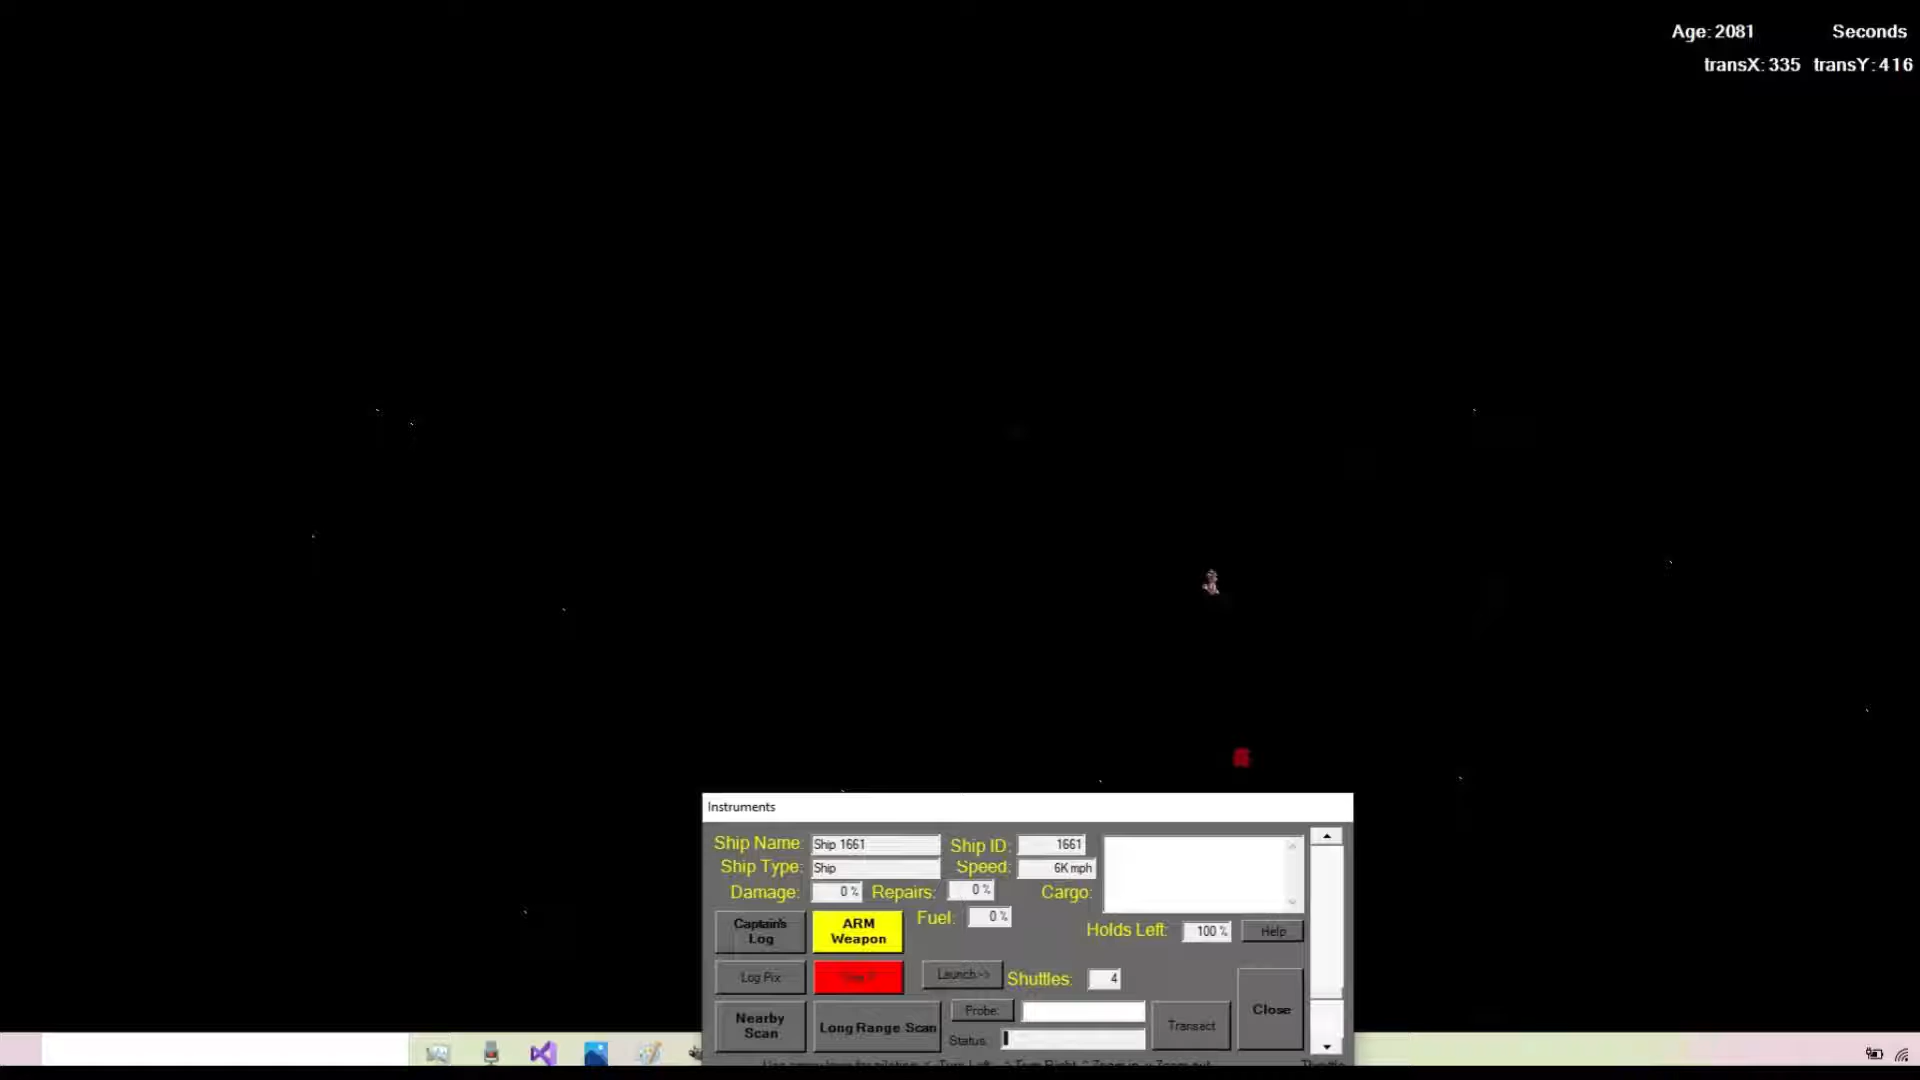 Age: 2081 Seconds
transX: 335 transY: 416
Instruments
Ship Name: Ship 1661 Ship ID: 1661
Ship Type: Ship Speed: 6K mph
Damage: 0 % Repairs: 0 % Cargo:
Captain's Log
ARM Weapon
Fuel: 0 %
Holds Left: 100 % Help
Log Pix
Launch->
Shuttles: 4
Nearby Scan
Long Range Scan
Probe:
Status:
Transect
Close